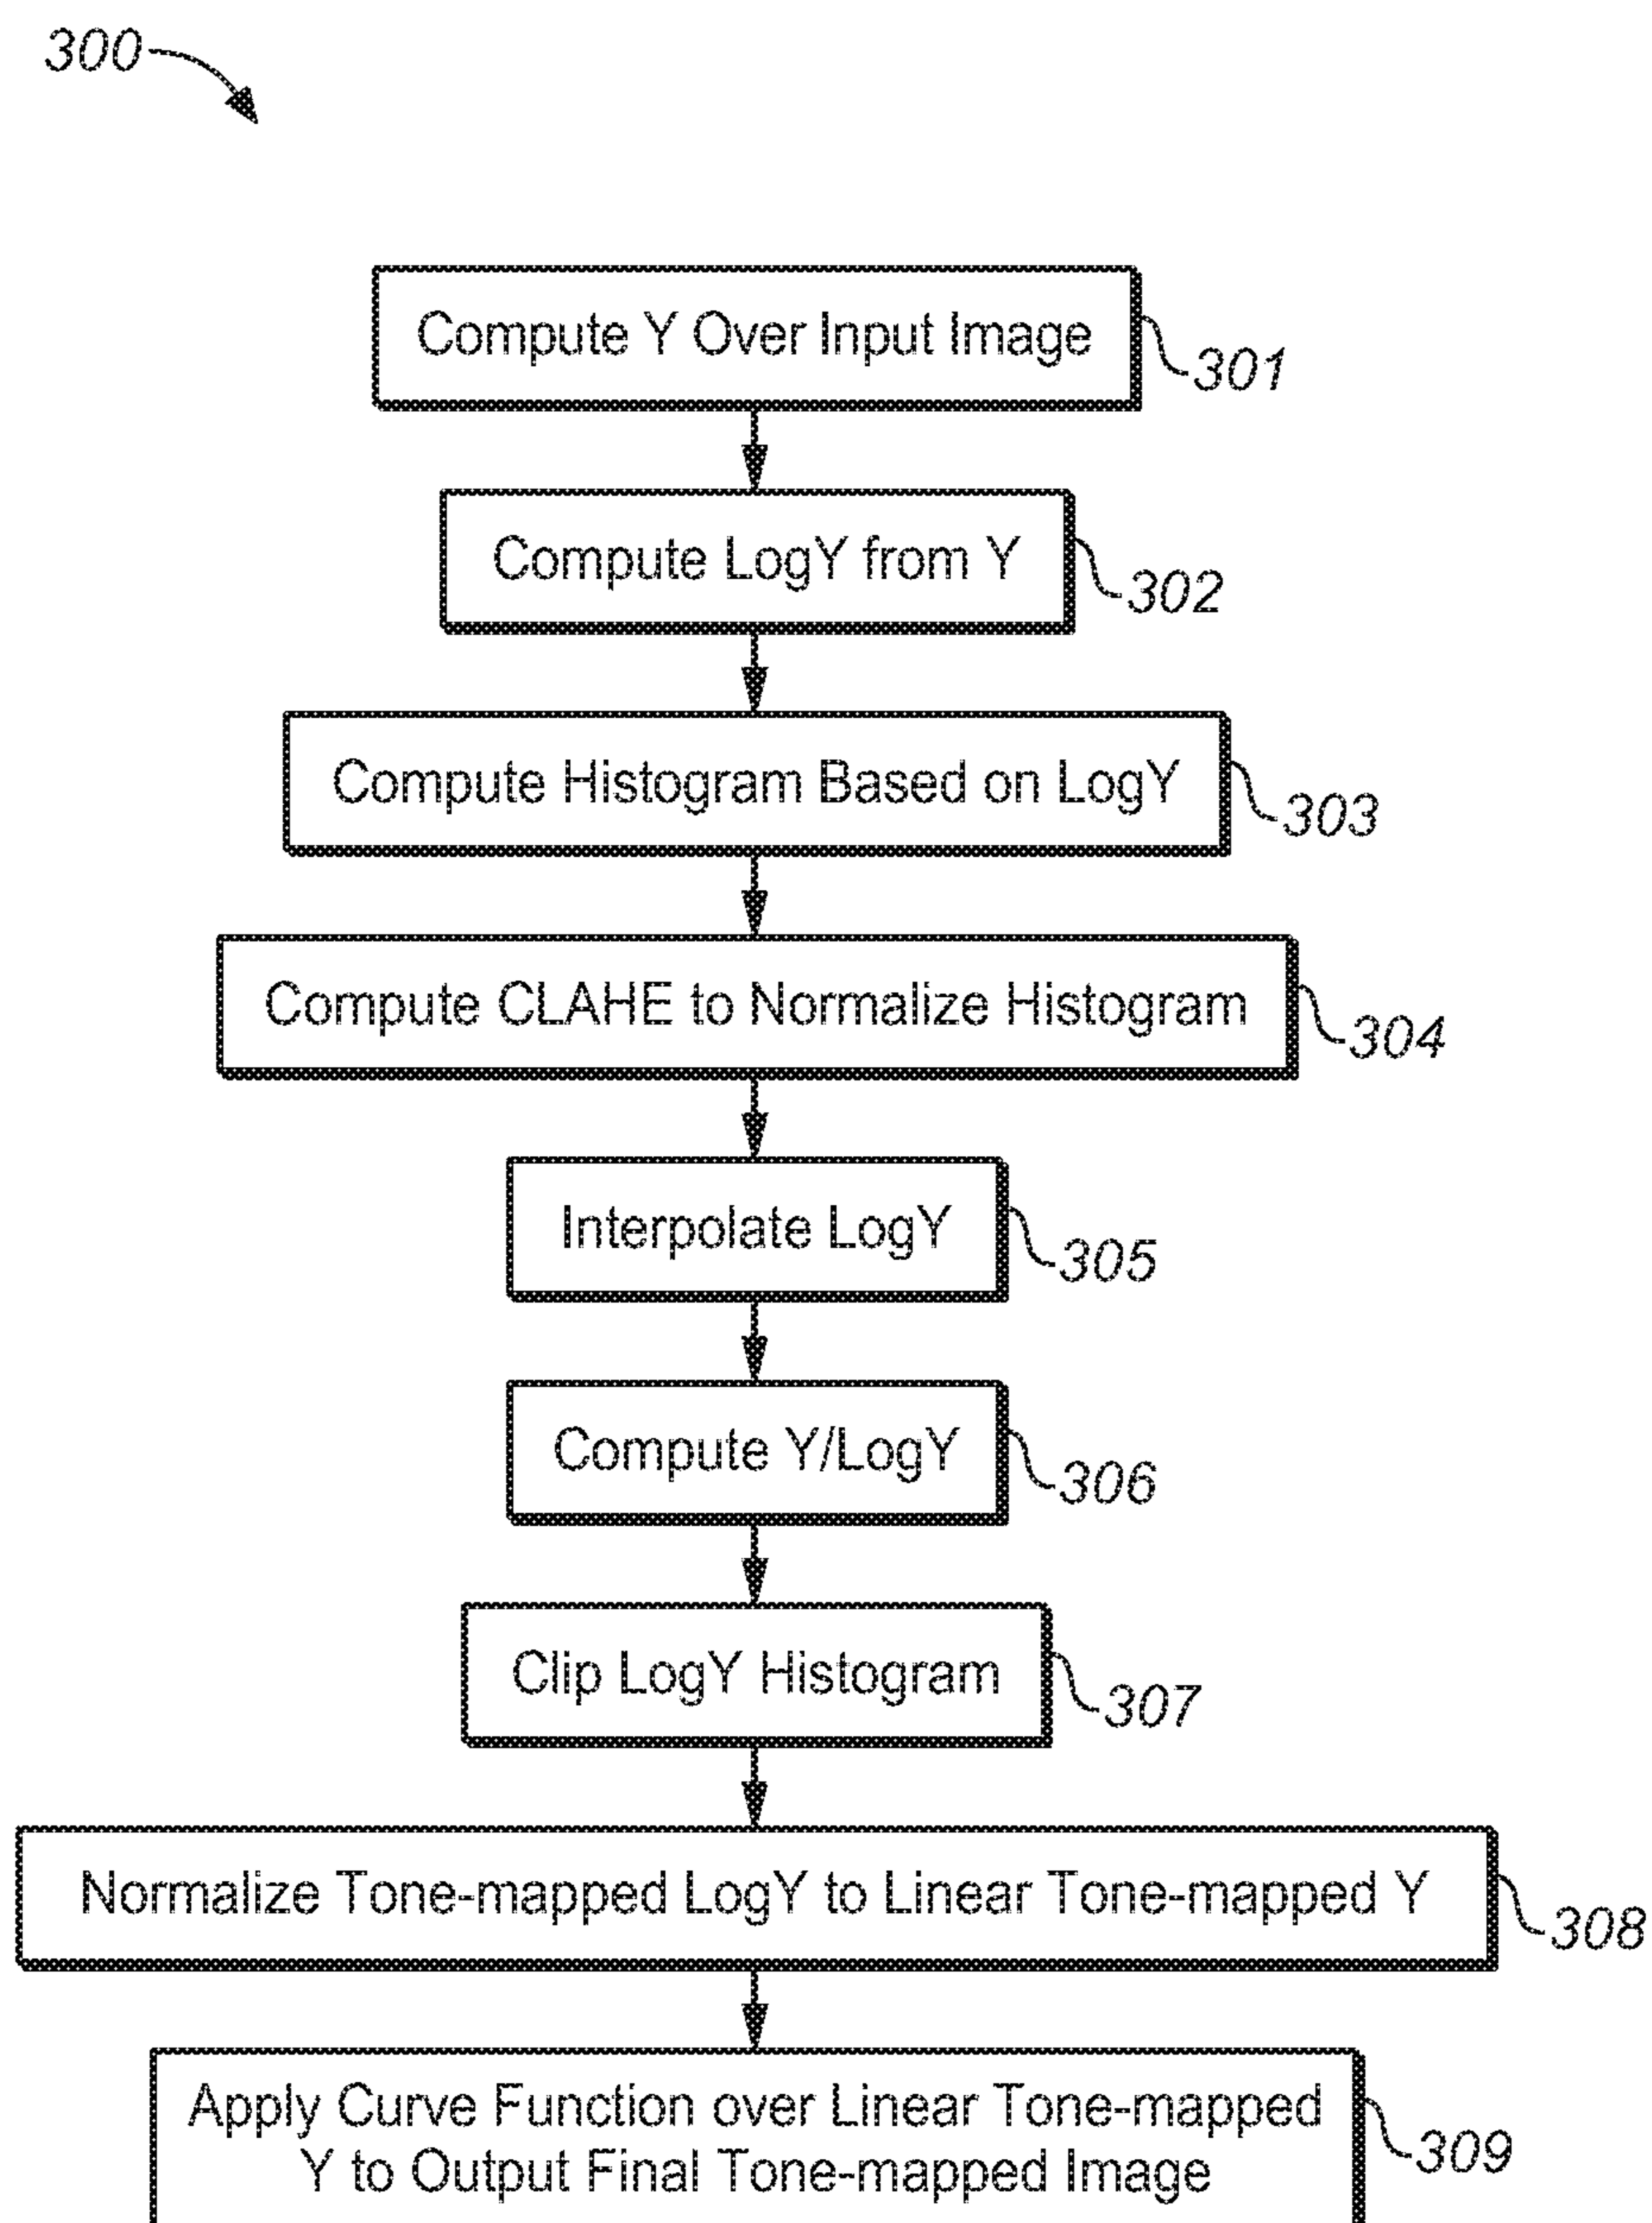 300
Compute Y Over Input Image
301
Compute LogY from Y
302
Compute Histogram Based on LogY
303
Compute CLAHE to Normalize Histogram
304
Interpolate LogY
305
Compute Y/LogY
306
Clip LogY Histogram
307
Normalize Tone-mapped LogY to Linear Tone-mapped Y
308
Apply Curve Function over Linear Tone-mapped
Y to Output Final Tone-mapped Image
309